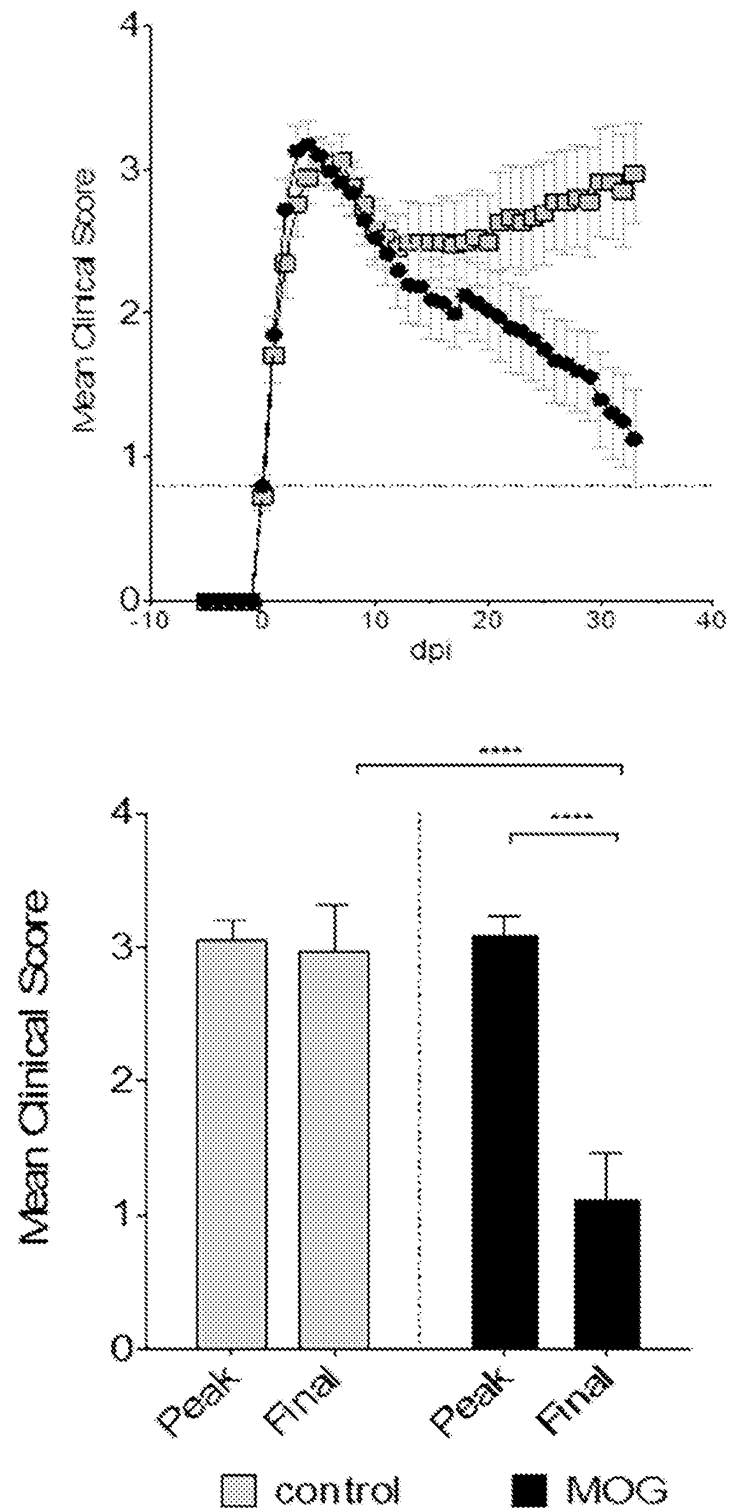 4
3
2
1
0
Mean Clinical Score
-10 0 10 20 30 40
dpi
****
****
4
3
2
1
0
Mean Clinical Score
Peak Final Peak Final
control MOG